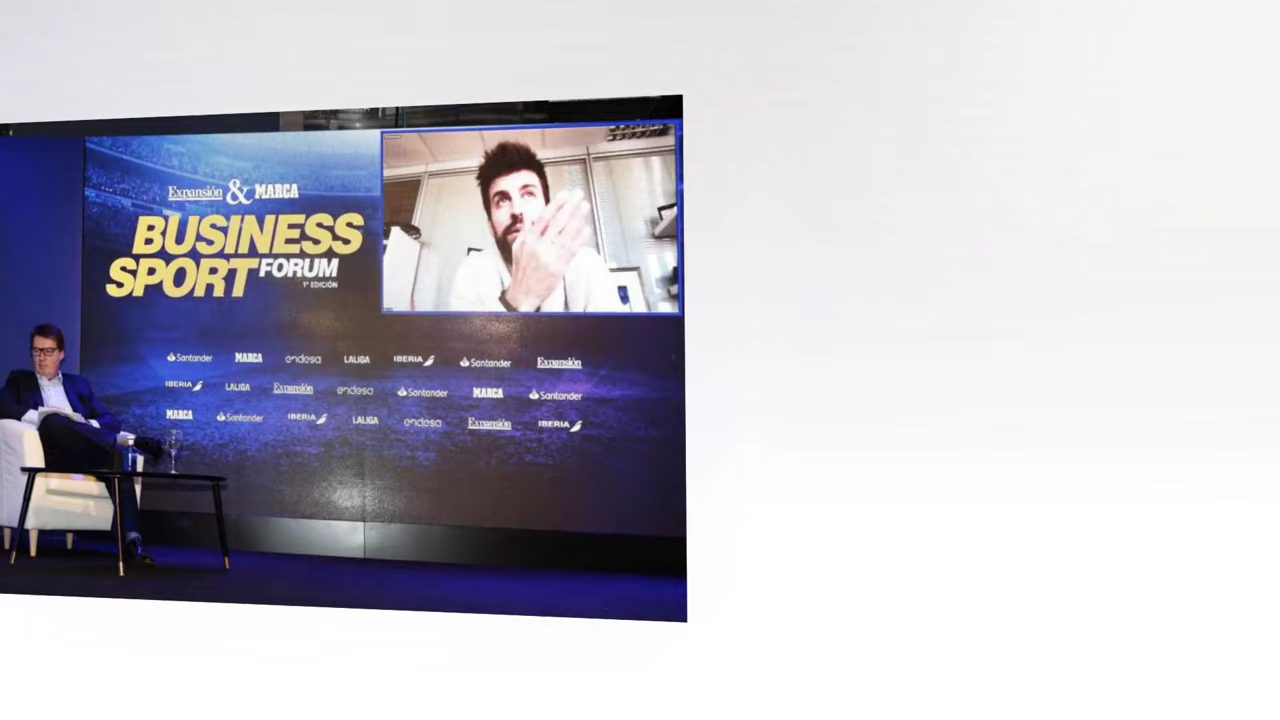 Expansión & MARCA
BUSINESS
SPORT FORUM
1ª EDICIÓN
Santander MARCA endesa LALIGA IBERIA Santander Expansión
IBERIA LALIGA Expansión endesa Santander MARCA Santander
MARCA Santander IBERIA LALIGA endesa Expansión IBERIA